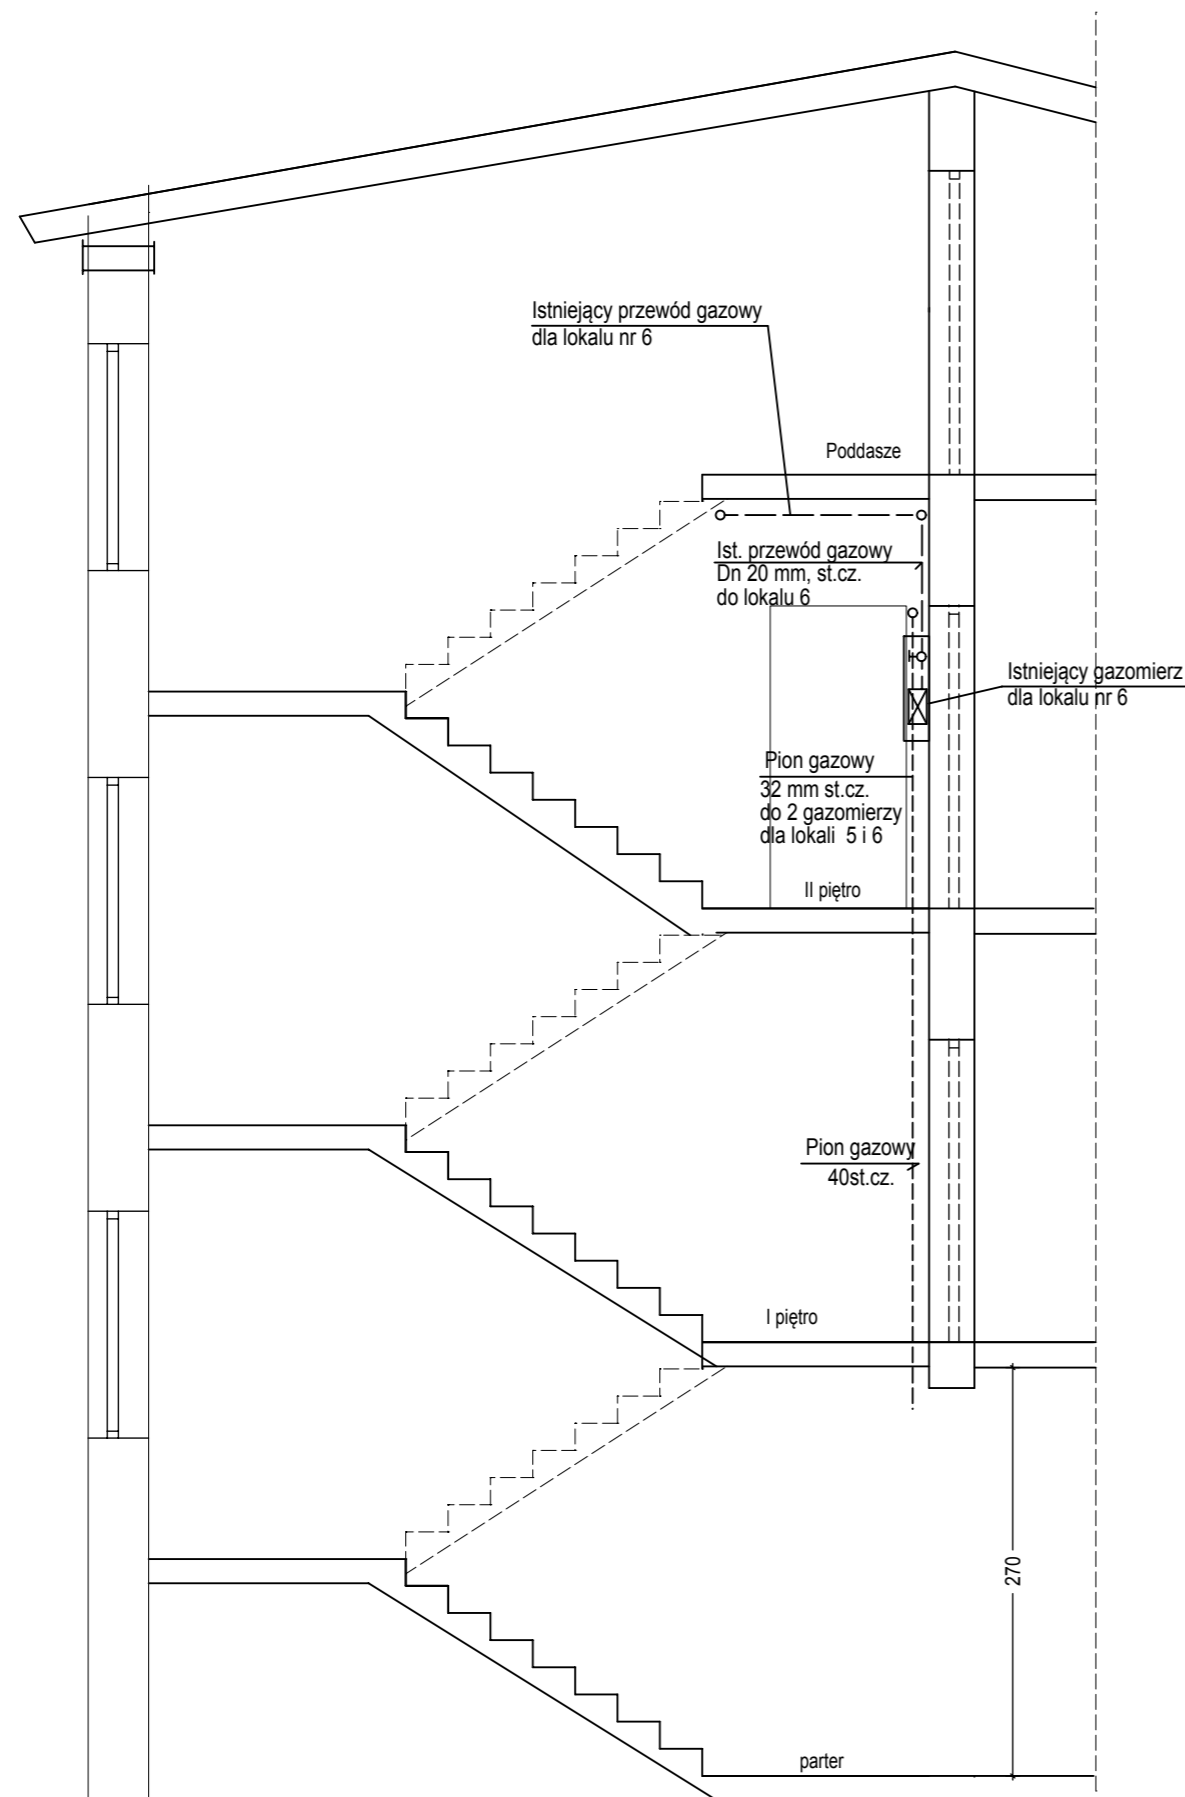 Istniejący przewód gazowy
dla lokalu nr 6
Poddasze
Ist. przewód gazowy
Dn 20 mm, st.cz.
do lokalu 6
Istniejący gazomierz
dla lokalu nr 6
Pion gazowy
32 mm st.cz.
do 2 gazomierzy
dla lokali 5 i 6
II piętro
Pion gazowy
40st.cz.
I piętro
270
parter